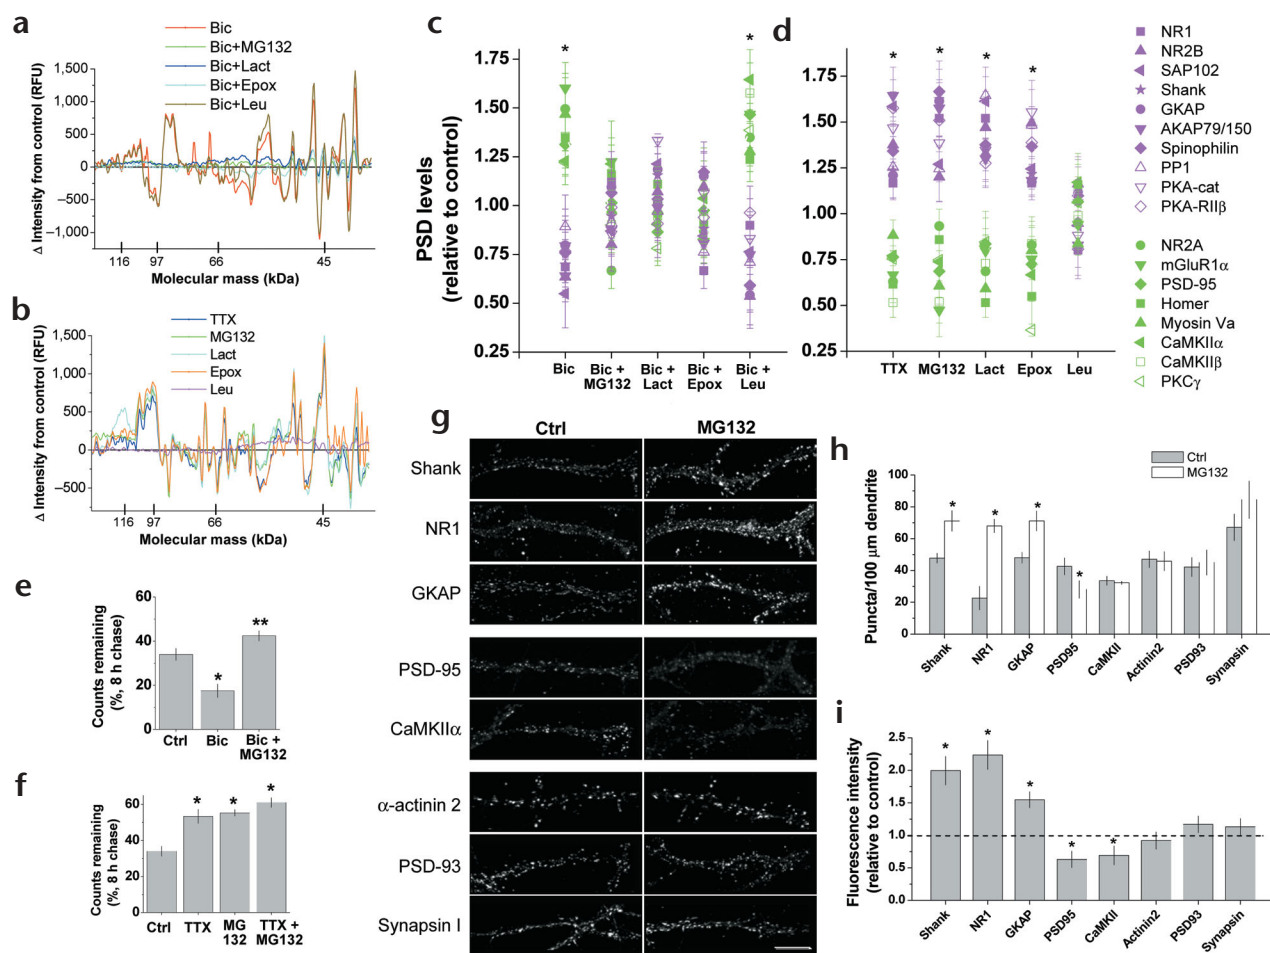 a
Bic
Bic+MG132
Bic+Lact
Bic+Epox
Bic+Leu
Δ Intensity from control (RFU)
1,500
1,000
500
0
–500
–1,000
116
97
66
45
Molecular mass (kDa)
b
TTX
MG132
Lact
Epox
Leu
Δ Intensity from control (RFU)
1,500
1,000
500
0
–500
116
97
66
45
Molecular mass (kDa)
c
PSD levels
(relative to control)
1.75
1.50
1.25
1.00
0.75
0.50
0.25
*
*
Bic
Bic +
MG132
Bic +
Lact
Bic +
Epox
Bic +
Leu
d
1.75
1.50
1.25
1.00
0.75
0.50
0.25
*
*
*
*
TTX
MG132
Lact
Epox
Leu
NR1
NR2B
SAP102
Shank
GKAP
AKAP79/150
Spinophilin
PP1
PKA-cat
PKA-RIIβ
NR2A
mGluR1α
PSD-95
Homer
Myosin Va
CaMKIIα
CaMKIIβ
PKCγ
e
Counts remaining
(%, 8 h chase)
60
40
20
0
*
**
Ctrl
Bic
Bic +
MG132
f
Counts remaining
(%, 8 h chase)
60
40
20
0
*
*
*
Ctrl
TTX
MG
132
TTX +
MG132
g
Ctrl
MG132
Shank
NR1
GKAP
PSD-95
CaMKIIα
α-actinin 2
PSD-93
Synapsin I
h
Ctrl
MG132
Puncta/100 μm dendrite
100
80
60
40
20
0
*
*
*
*
Shank
NR1
GKAP
PSD95
CaMKII
Actinin2
PSD93
Synapsin
i
Fluorescence intensity
(relative to control)
2.5
2.0
1.5
1.0
0.5
0.0
*
*
*
*
*
Shank
NR1
GKAP
PSD95
CaMKII
Actinin2
PSD93
Synapsin